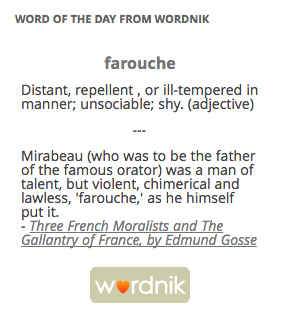 WORD OF THE DAY FROM WORDNIK
farouche
Distant, repellent , or ill-tempered in
manner; unsociable; shy. (adjective)
---
Mirabeau (who was to be the father
of the famous orator) was a man of
talent, but violent, chimerical and
lawless, 'farouche,' as he himself
put it.
- Three French Moralists and The
Gallantry of France, by Edmund Gosse
wordnik